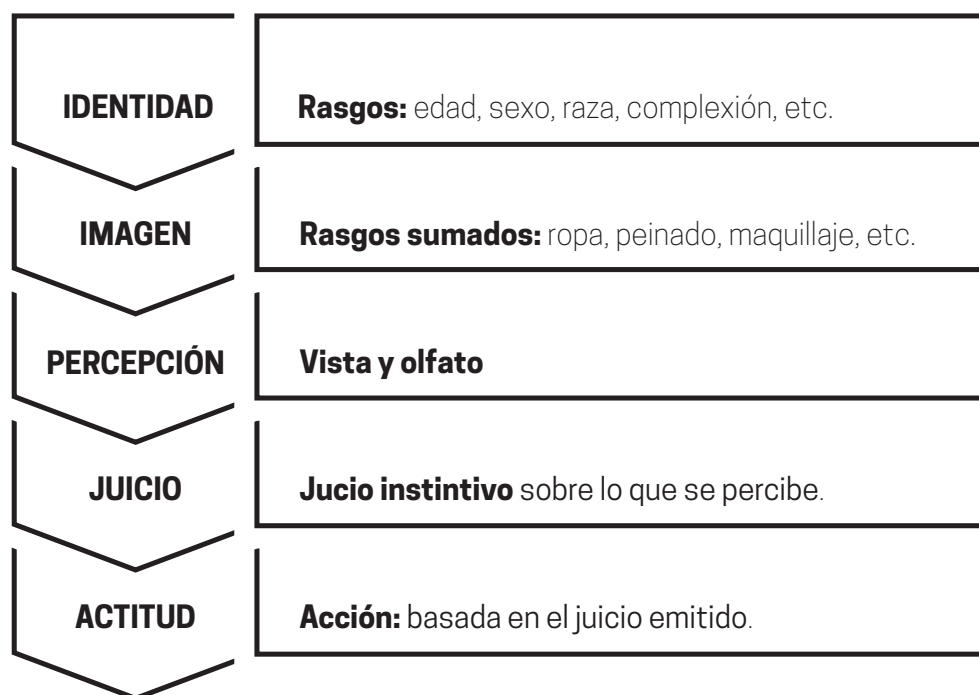 IDENTIDAD
Rasgos: edad, sexo, raza, complexión, etc.
IMAGEN
Rasgos sumados: ropa, peinado, maquillaje, etc.
PERCEPCIÓN
Vista y olfato
JUICIO
Jucio instintivo sobre lo que se percibe.
ACTITUD
Acción: basada en el juicio emitido.